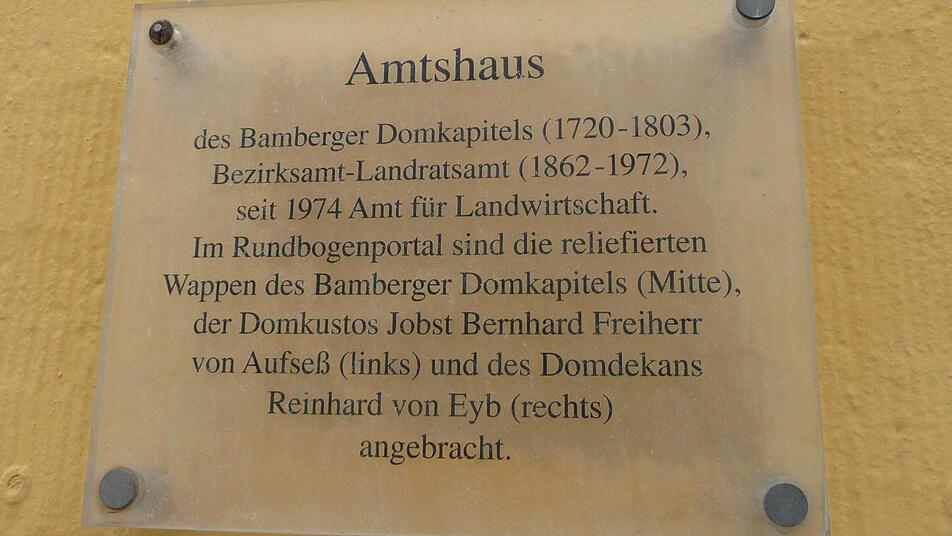 Amtshaus
des Bamberger Domkapitels (1720-1803),
Bezirksamt-Landratsamt (1862-1972),
seit 1974 Amt für Landwirtschaft.
Im Rundbogenportal sind die reliefierten
Wappen des Bamberger Domkapitels (Mitte),
der Domkustos Jobst Bernhard Freiherr
von Aufseß (links) und des Domdekans
Reinhard von Eyb (rechts)
angebracht.